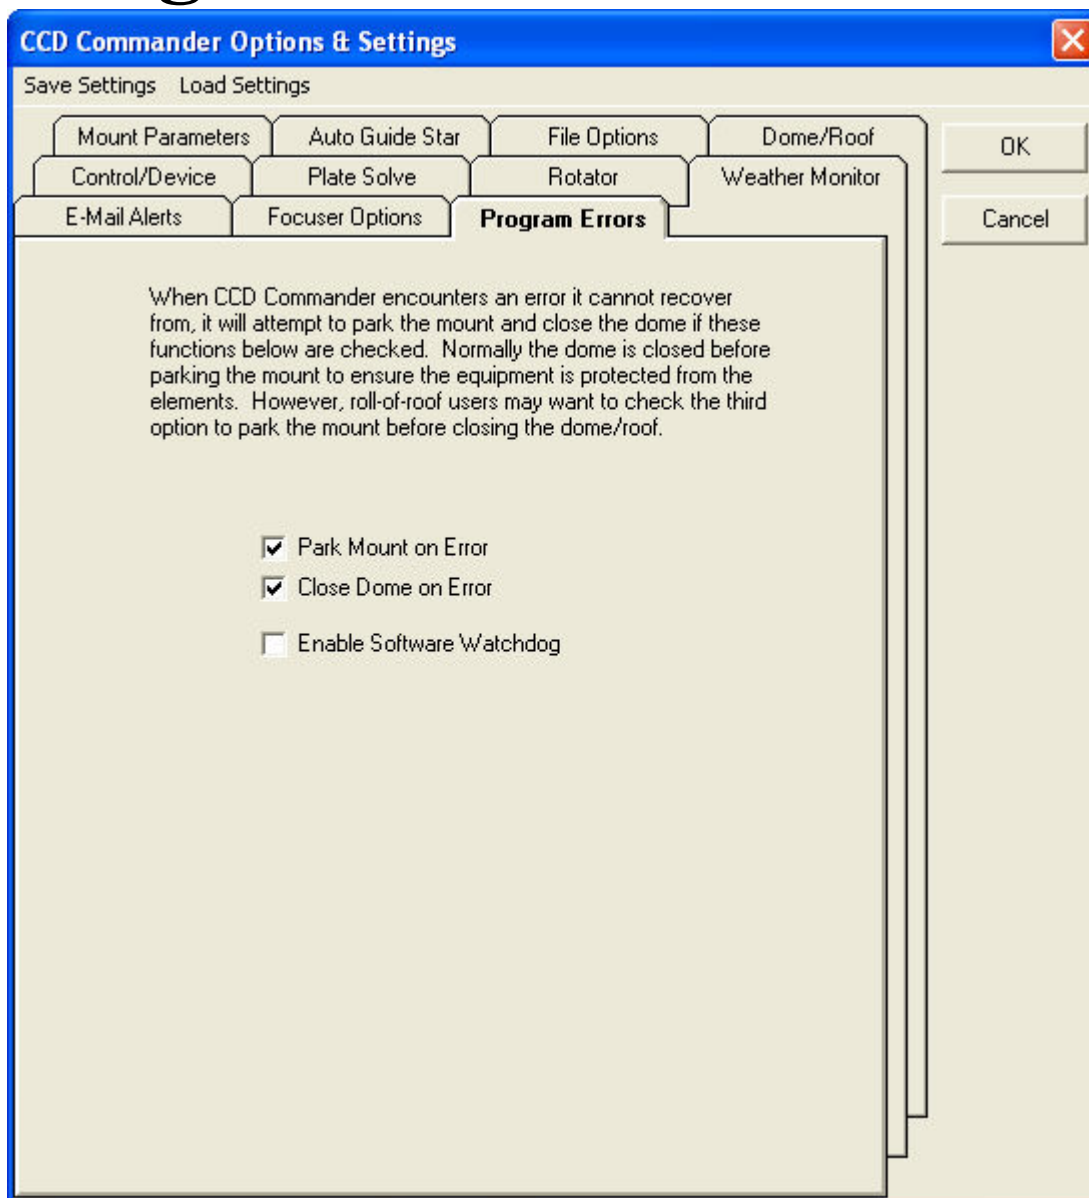 CCD Commander Options & Settings
Save Settings Load Settings
Mount Parameters Auto Guide Star File Options Dome/Roof
OK
Control/Device Plate Solve Rotator Weather Monitor
E-Mail Alerts Focuser Options Program Errors
Cancel
When CCD Commander encounters an error it cannot recover
from, it will attempt to park the mount and close the dome if these
functions below are checked. Normally the dome is closed before
parking the mount to ensure the equipment is protected from the
elements. However, roll-of-roof users may want to check the third
option to park the mount before closing the dome/roof.
Park Mount on Error
Close Dome on Error
Enable Software Watchdog